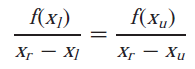 f(x_l) / (x_r − x_l) = f(x_u) / (x_r − x_u)